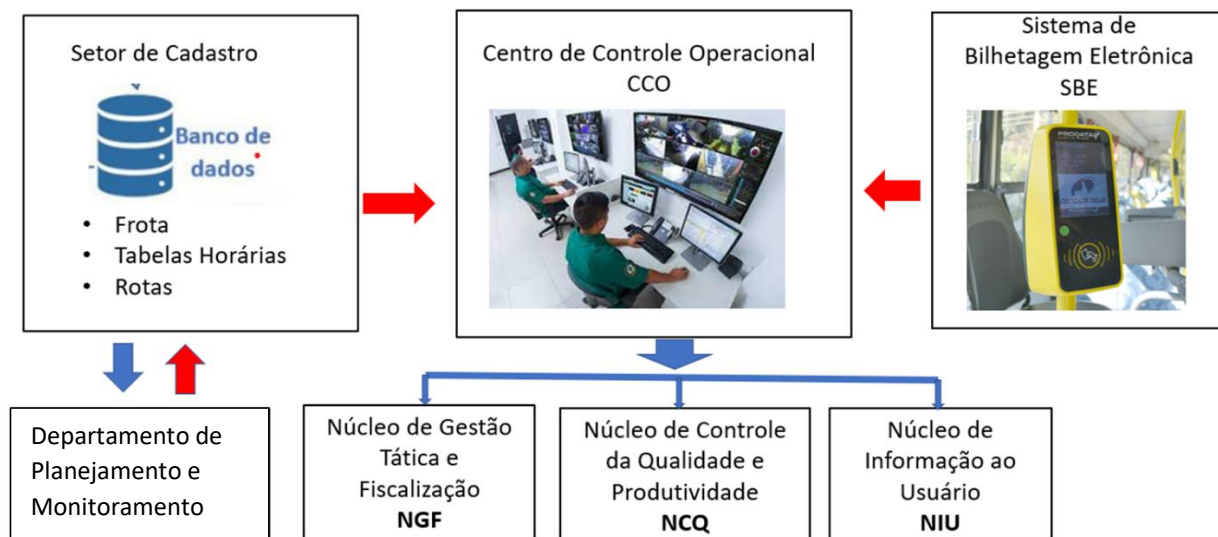 Setor de Cadastro
Banco de
dados
• Frota
• Tabelas Horárias
• Rotas
Centro de Controle Operacional
CCO
Sistema de
Bilhetagem Eletrônica
SBE
PRODATA
Departamento de
Planejamento e
Monitoramento
Núcleo de Gestão
Tática e
Fiscalização
NGF
Núcleo de Controle
da Qualidade e
Produtividade
NCQ
Núcleo de
Informação ao
Usuário
NIU